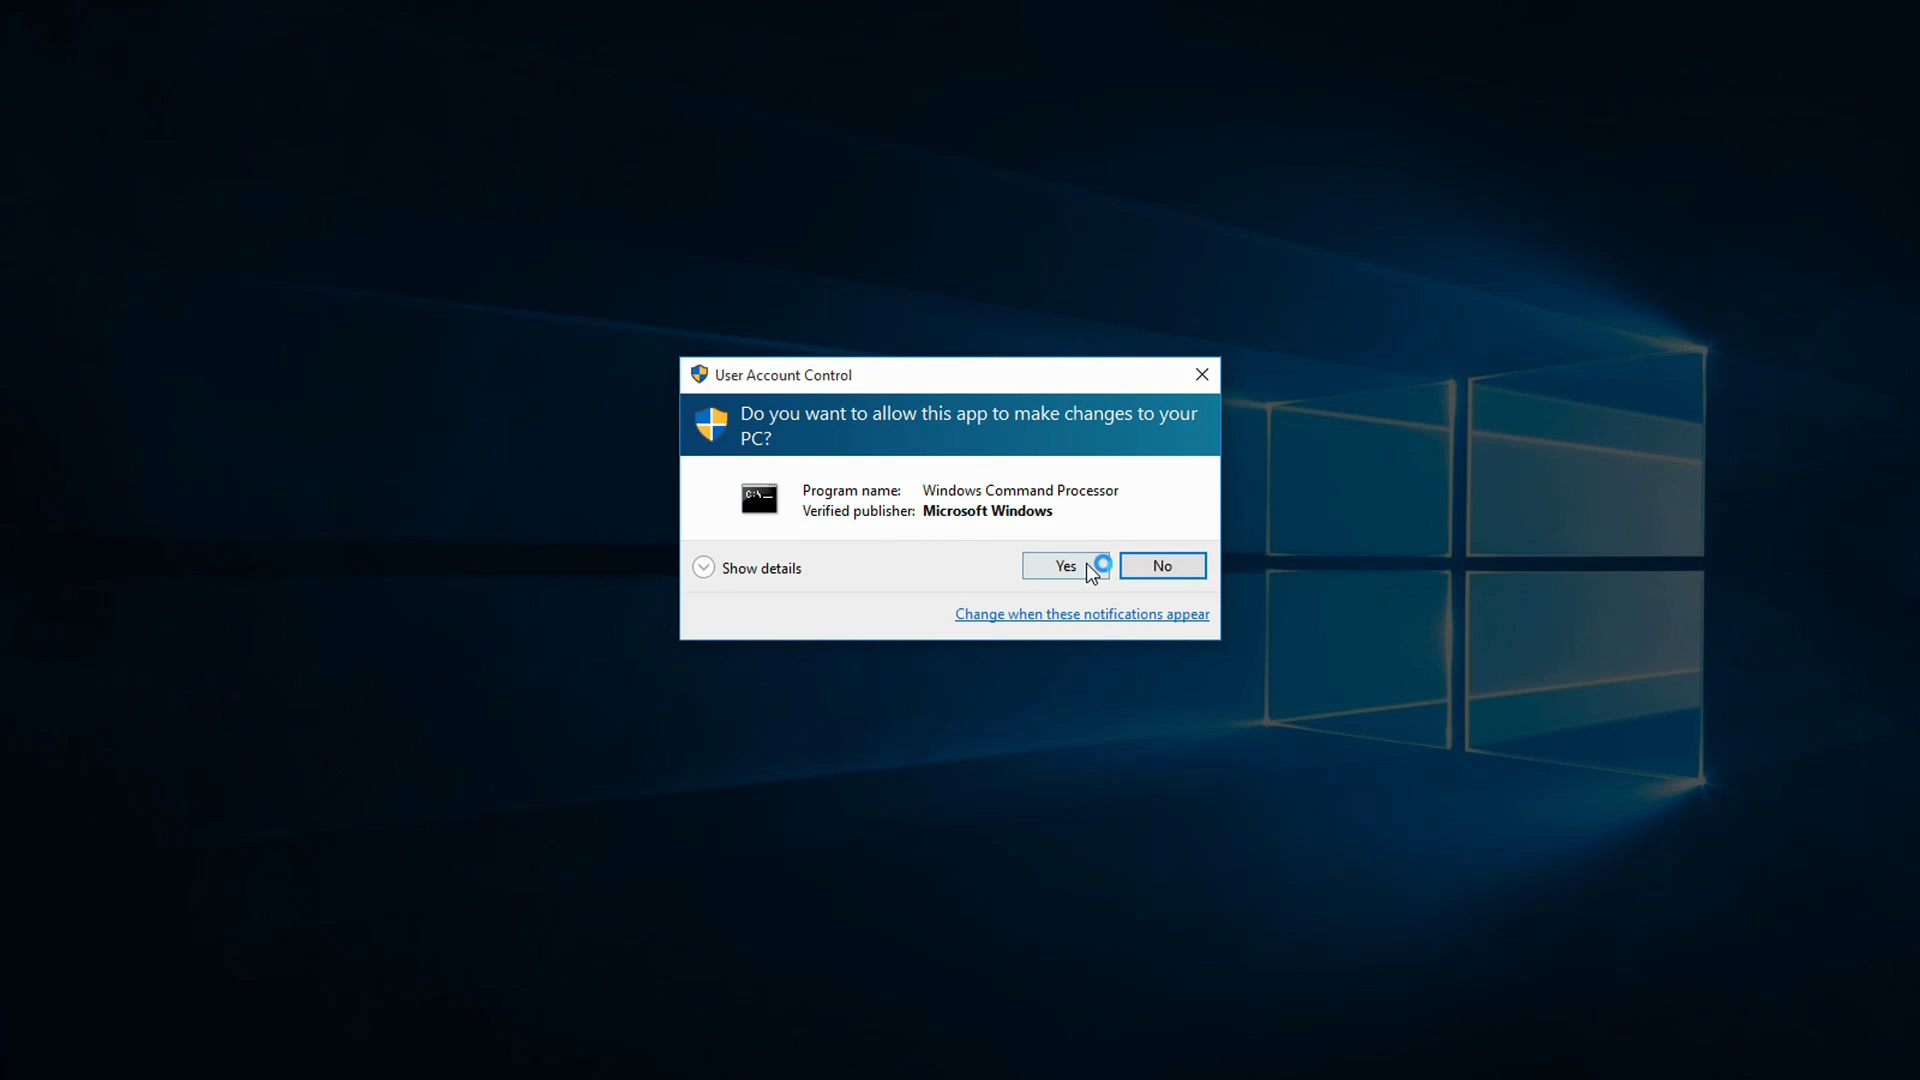 User Account Control
Do you want to allow this app to make changes to your
PC?
C:\_
Program name: Windows Command Processor
Verified publisher: Microsoft Windows
Show details
Yes
No
Change when these notifications appear